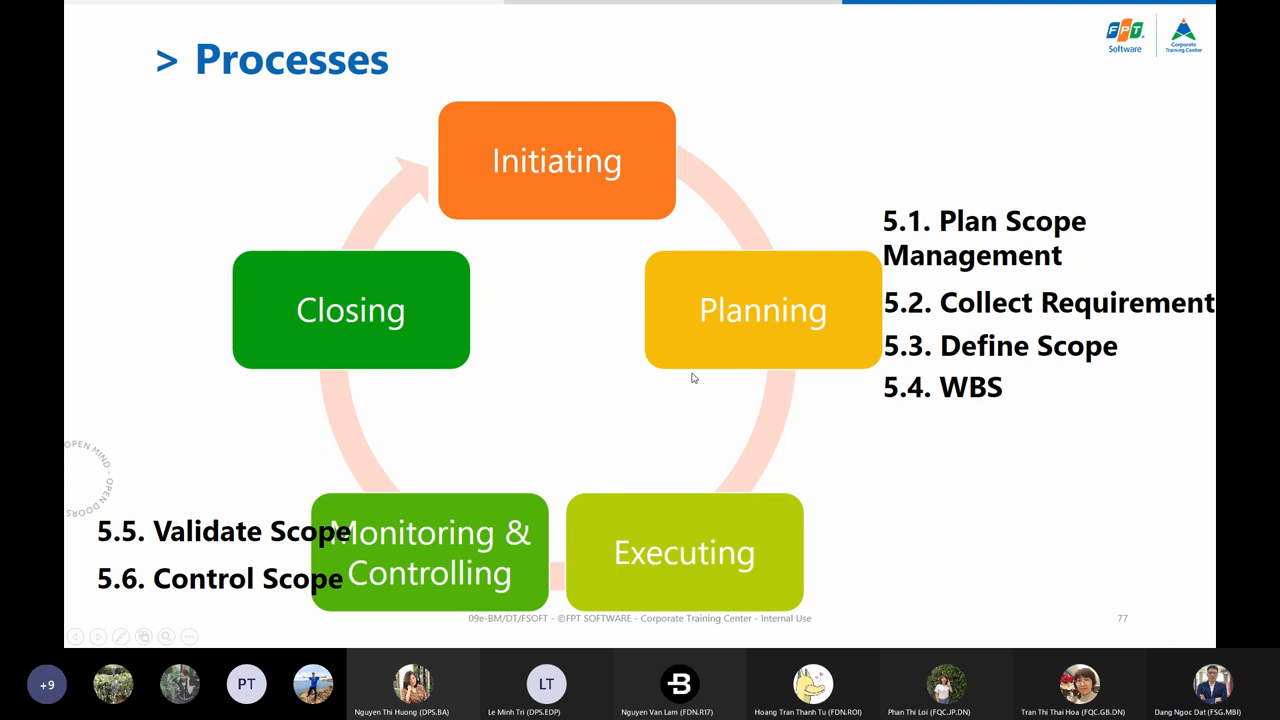 > Processes
FPT
Software
Corporate
Training Center
Initiating
5.1. Plan Scope
Management
Closing
Planning
5.2. Collect Requirement
5.3. Define Scope
5.4. WBS
OPEN MIND - OPEN DOORS
5.5. Validate Scope
5.6. Control Scope
Monitoring &
Controlling
Executing
09e-BM/DT/FSOFT - ©FPT SOFTWARE - Corporate Training Center - Internal Use
77
+9
PT
LT
B
Nguyen Thi Huong (DPS.BA)
Le Minh Tri (DPS.EDP)
Nguyen Van Lam (FDN.R17)
Hoang Tran Thanh Tu (FDN.ROI)
Phan Thi Loi (FQC.JP.DN)
Tran Thi Thai Hoa (FQC.GB.DN)
Dang Ngoc Dat (FSG.MBI)